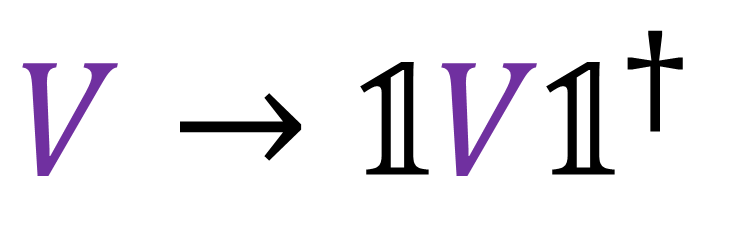 V → 𝟙V𝟙†